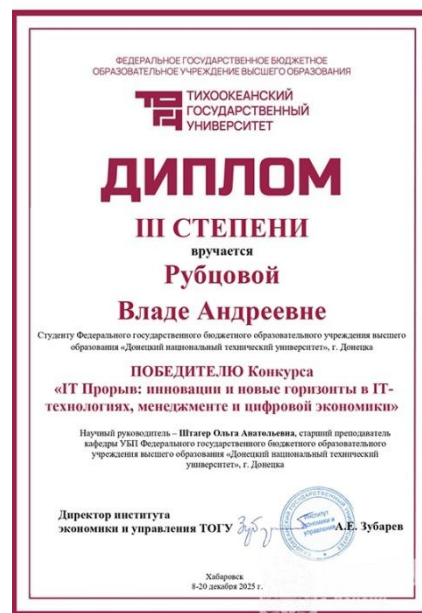 ФЕДЕРАЛЬНОЕ ГОСУДАРСТВЕННОЕ БЮДЖЕТНОЕ
ОБРАЗОВАТЕЛЬНОЕ УЧРЕЖДЕНИЕ ВЫСШЕГО ОБРАЗОВАНИЯ
ТИХООКЕАНСКИЙ
ГОСУДАРСТВЕННЫЙ
УНИВЕРСИТЕТ
ДИПЛОМ
III СТЕПЕНИ
вручается
Рубцовой
Владе Андреевне
Студенту Федерального государственного бюджетного образовательного учреждения высшего
образования «Донецкий национальный технический университет», г. Донецка
ПОБЕДИТЕЛЮ Конкурса
«IT Прорыв: инновации и новые горизонты в IT-
технологиях, менеджменте и цифровой экономики»
Научный руководитель – Штагер Ольга Анатольевна, старший преподаватель
кафедры УБП Федерального государственного бюджетного образовательного
учреждения высшего образования «Донецкий национальный технический
университет», г. Донецка
Директор института
экономики и управления ТОГУ
А.Е. Зубарев
Институт
экономики и
управления
Хабаровск
8-20 декабря 2025 г.